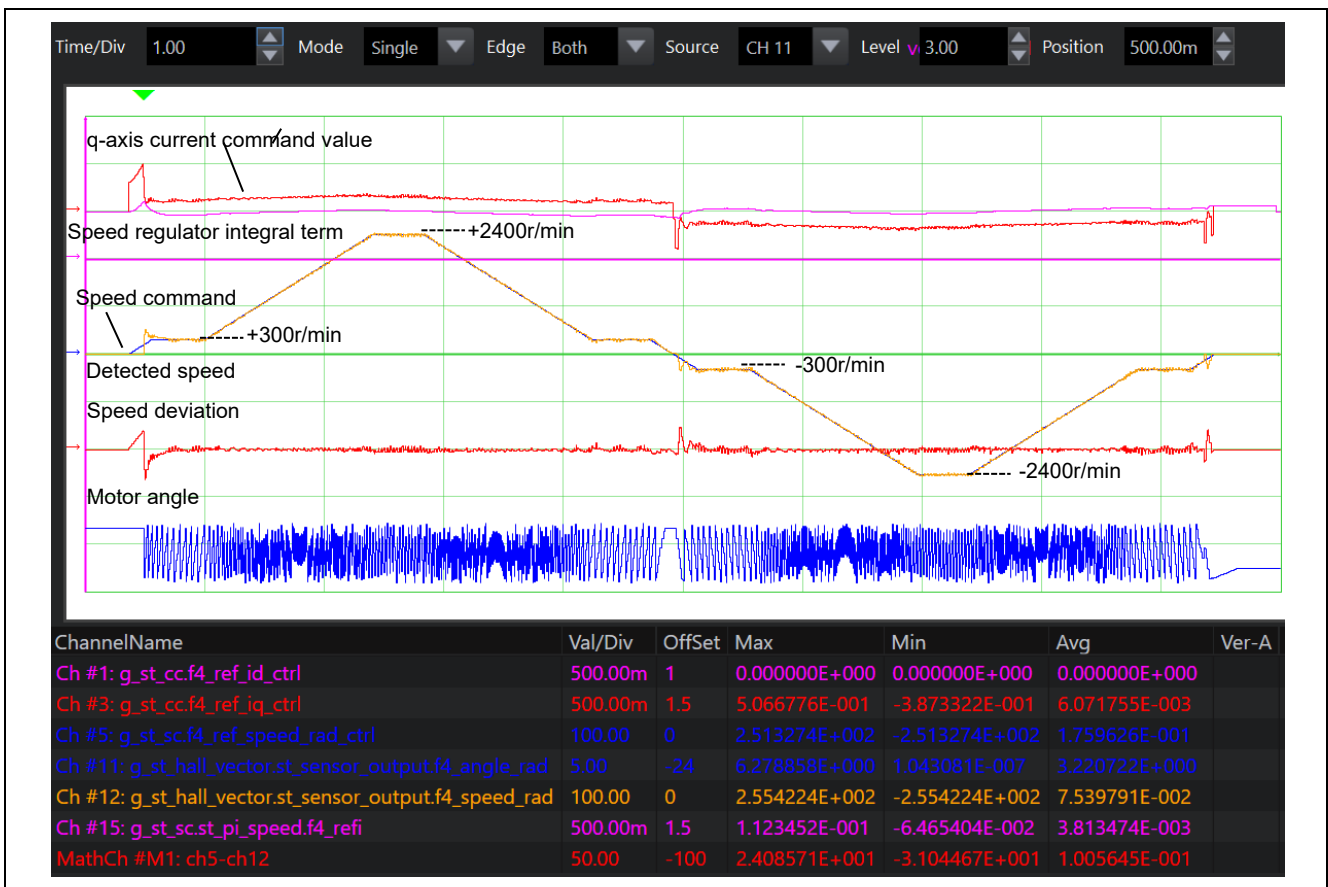 Time/Div 1.00 Mode Single Edge Both Source CH 11 Level V 3.00 Position 500.00m
q-axis current command value
Speed regulator integral term
+2400r/min
Speed command
+300r/min
Detected speed
-300r/min
Speed deviation
-2400r/min
Motor angle
ChannelName Val/Div OffSet Max Min Avg Ver-A
Ch #1: g_st_cc.f4_ref_id_ctrl 500.00m 1 0.000000E+000 0.000000E+000 0.000000E+000
Ch #3: g_st_cc.f4_ref_iq_ctrl 500.00m 1.5 5.066776E-001 -3.873322E-001 6.071755E-003
Ch #5: g_st_sc.f4_ref_speed_rad_ctrl 100.00 0 2.513274E+002 -2.513274E+002 1.759626E-001
Ch #11: g_st_hall_vector.st_sensor_output.f4_angle_rad 5.00 -24 6.278858E+000 1.043081E-007 3.220722E+000
Ch #12: g_st_hall_vector.st_sensor_output.f4_speed_rad 100.00 0 2.554224E+002 -2.554224E+002 7.539791E-002
Ch #15: g_st_sc.st_pi_speed.f4_refi 500.00m 1.5 1.123452E-001 -6.465404E-002 3.813474E-003
MathCh #M1: ch5-ch12 50.00 -100 2.408571E+001 -3.104467E+001 1.005645E-001